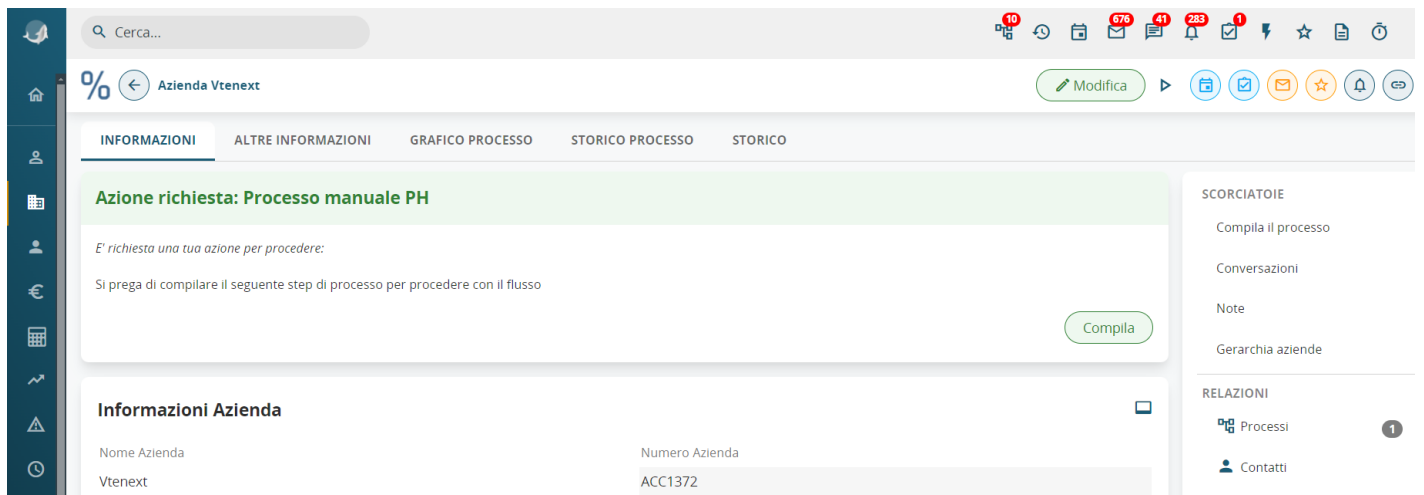 Cerca...
10
676
41
283
1
% Azienda Vtenext
Modifica
INFORMAZIONI ALTRE INFORMAZIONI GRAFICO PROCESSO STORICO PROCESSO STORICO
Azione richiesta: Processo manuale PH
E' richiesta una tua azione per procedere:
Si prega di compilare il seguente step di processo per procedere con il flusso
Compila
Informazioni Azienda
Nome Azienda
Vtenext
Numero Azienda
ACC1372
SCORCIATOIE
Compila il processo
Conversazioni
Note
Gerarchia aziende
RELAZIONI
Processi 1
Contatti